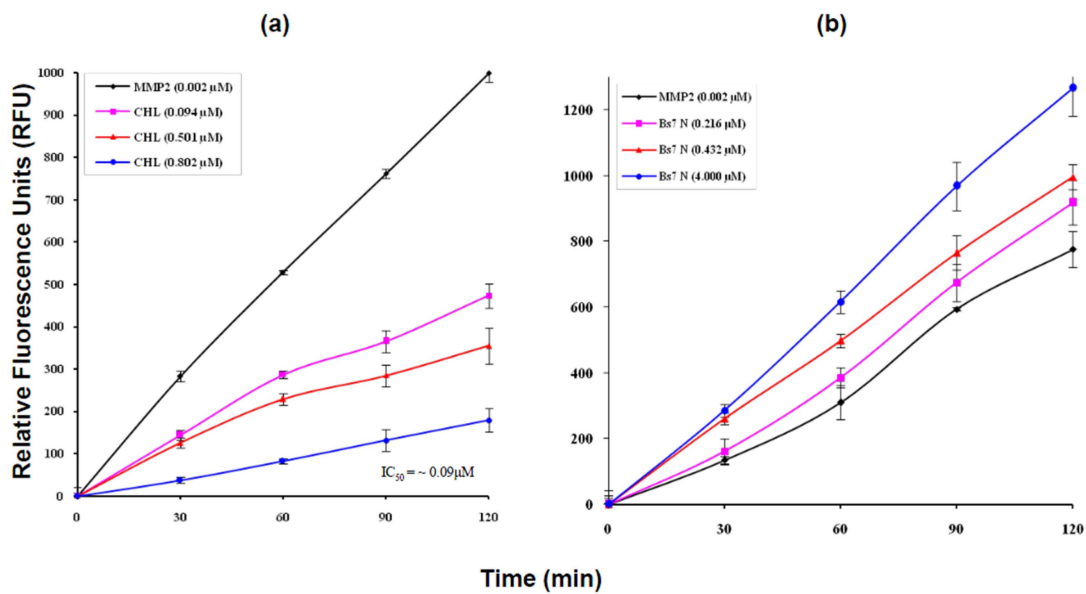 (a)
(b)
Relative Fluorescence Units (RFU)
1000
900
800
700
600
500
400
300
200
100
0
MMP2 (0.002 µM)
CHL (0.094 µM)
CHL (0.501 µM)
CHL (0.802 µM)
IC50 = ~ 0.09µM
0
30
60
90
120
1200
1000
800
600
400
200
0
MMP2 (0.002 µM)
Bs7 N (0.216 µM)
Bs7 N (0.432 µM)
Bs7 N (4.000 µM)
0
30
60
90
120
Time (min)